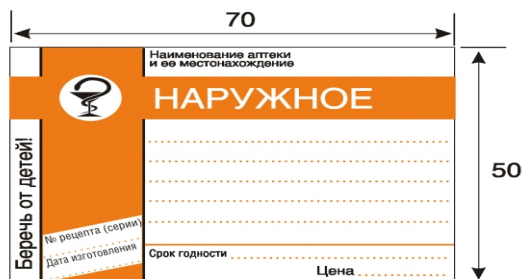 70
Наименование аптеки
и ее местонахождение
НАРУЖНОЕ
50
Беречь от детей!
№ рецепта (серии)
Дата изготовления
Срок годности
Цена